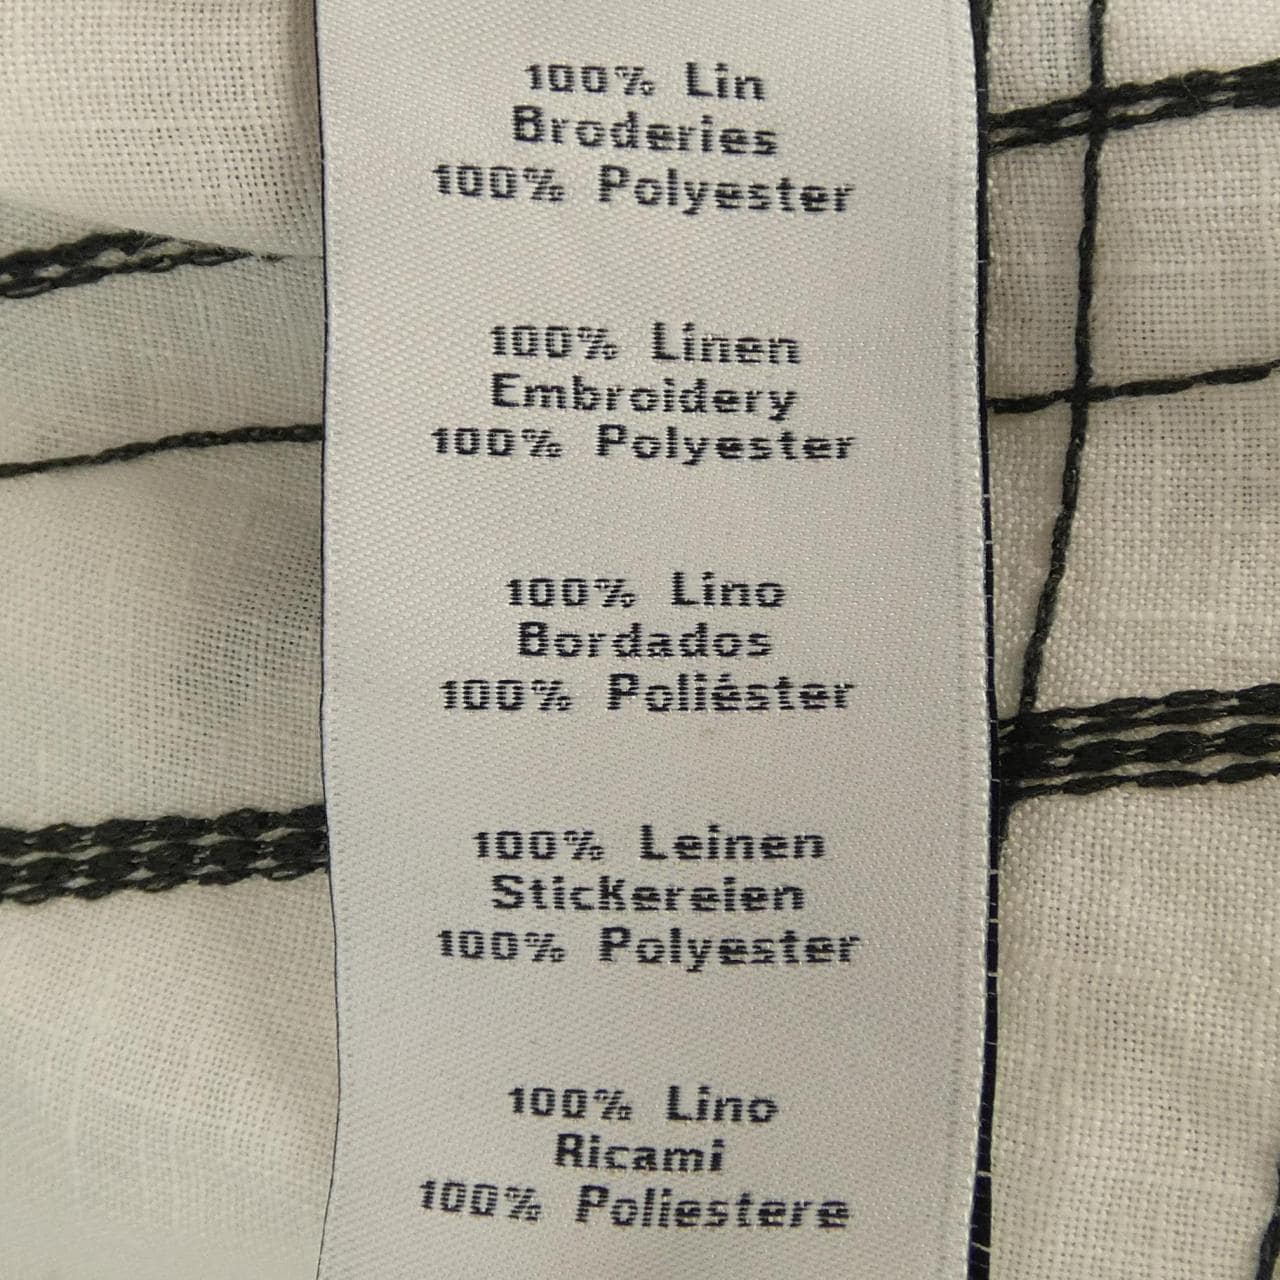 100% Lin
Broderies
100% Polyester
100% Linen
Embroidery
100% Polyester
100% Lino
Bordados
100% Poliéster
100% Leinen
Stickereien
100% Polyester
100% Lino
Ricami
100% Poliestere